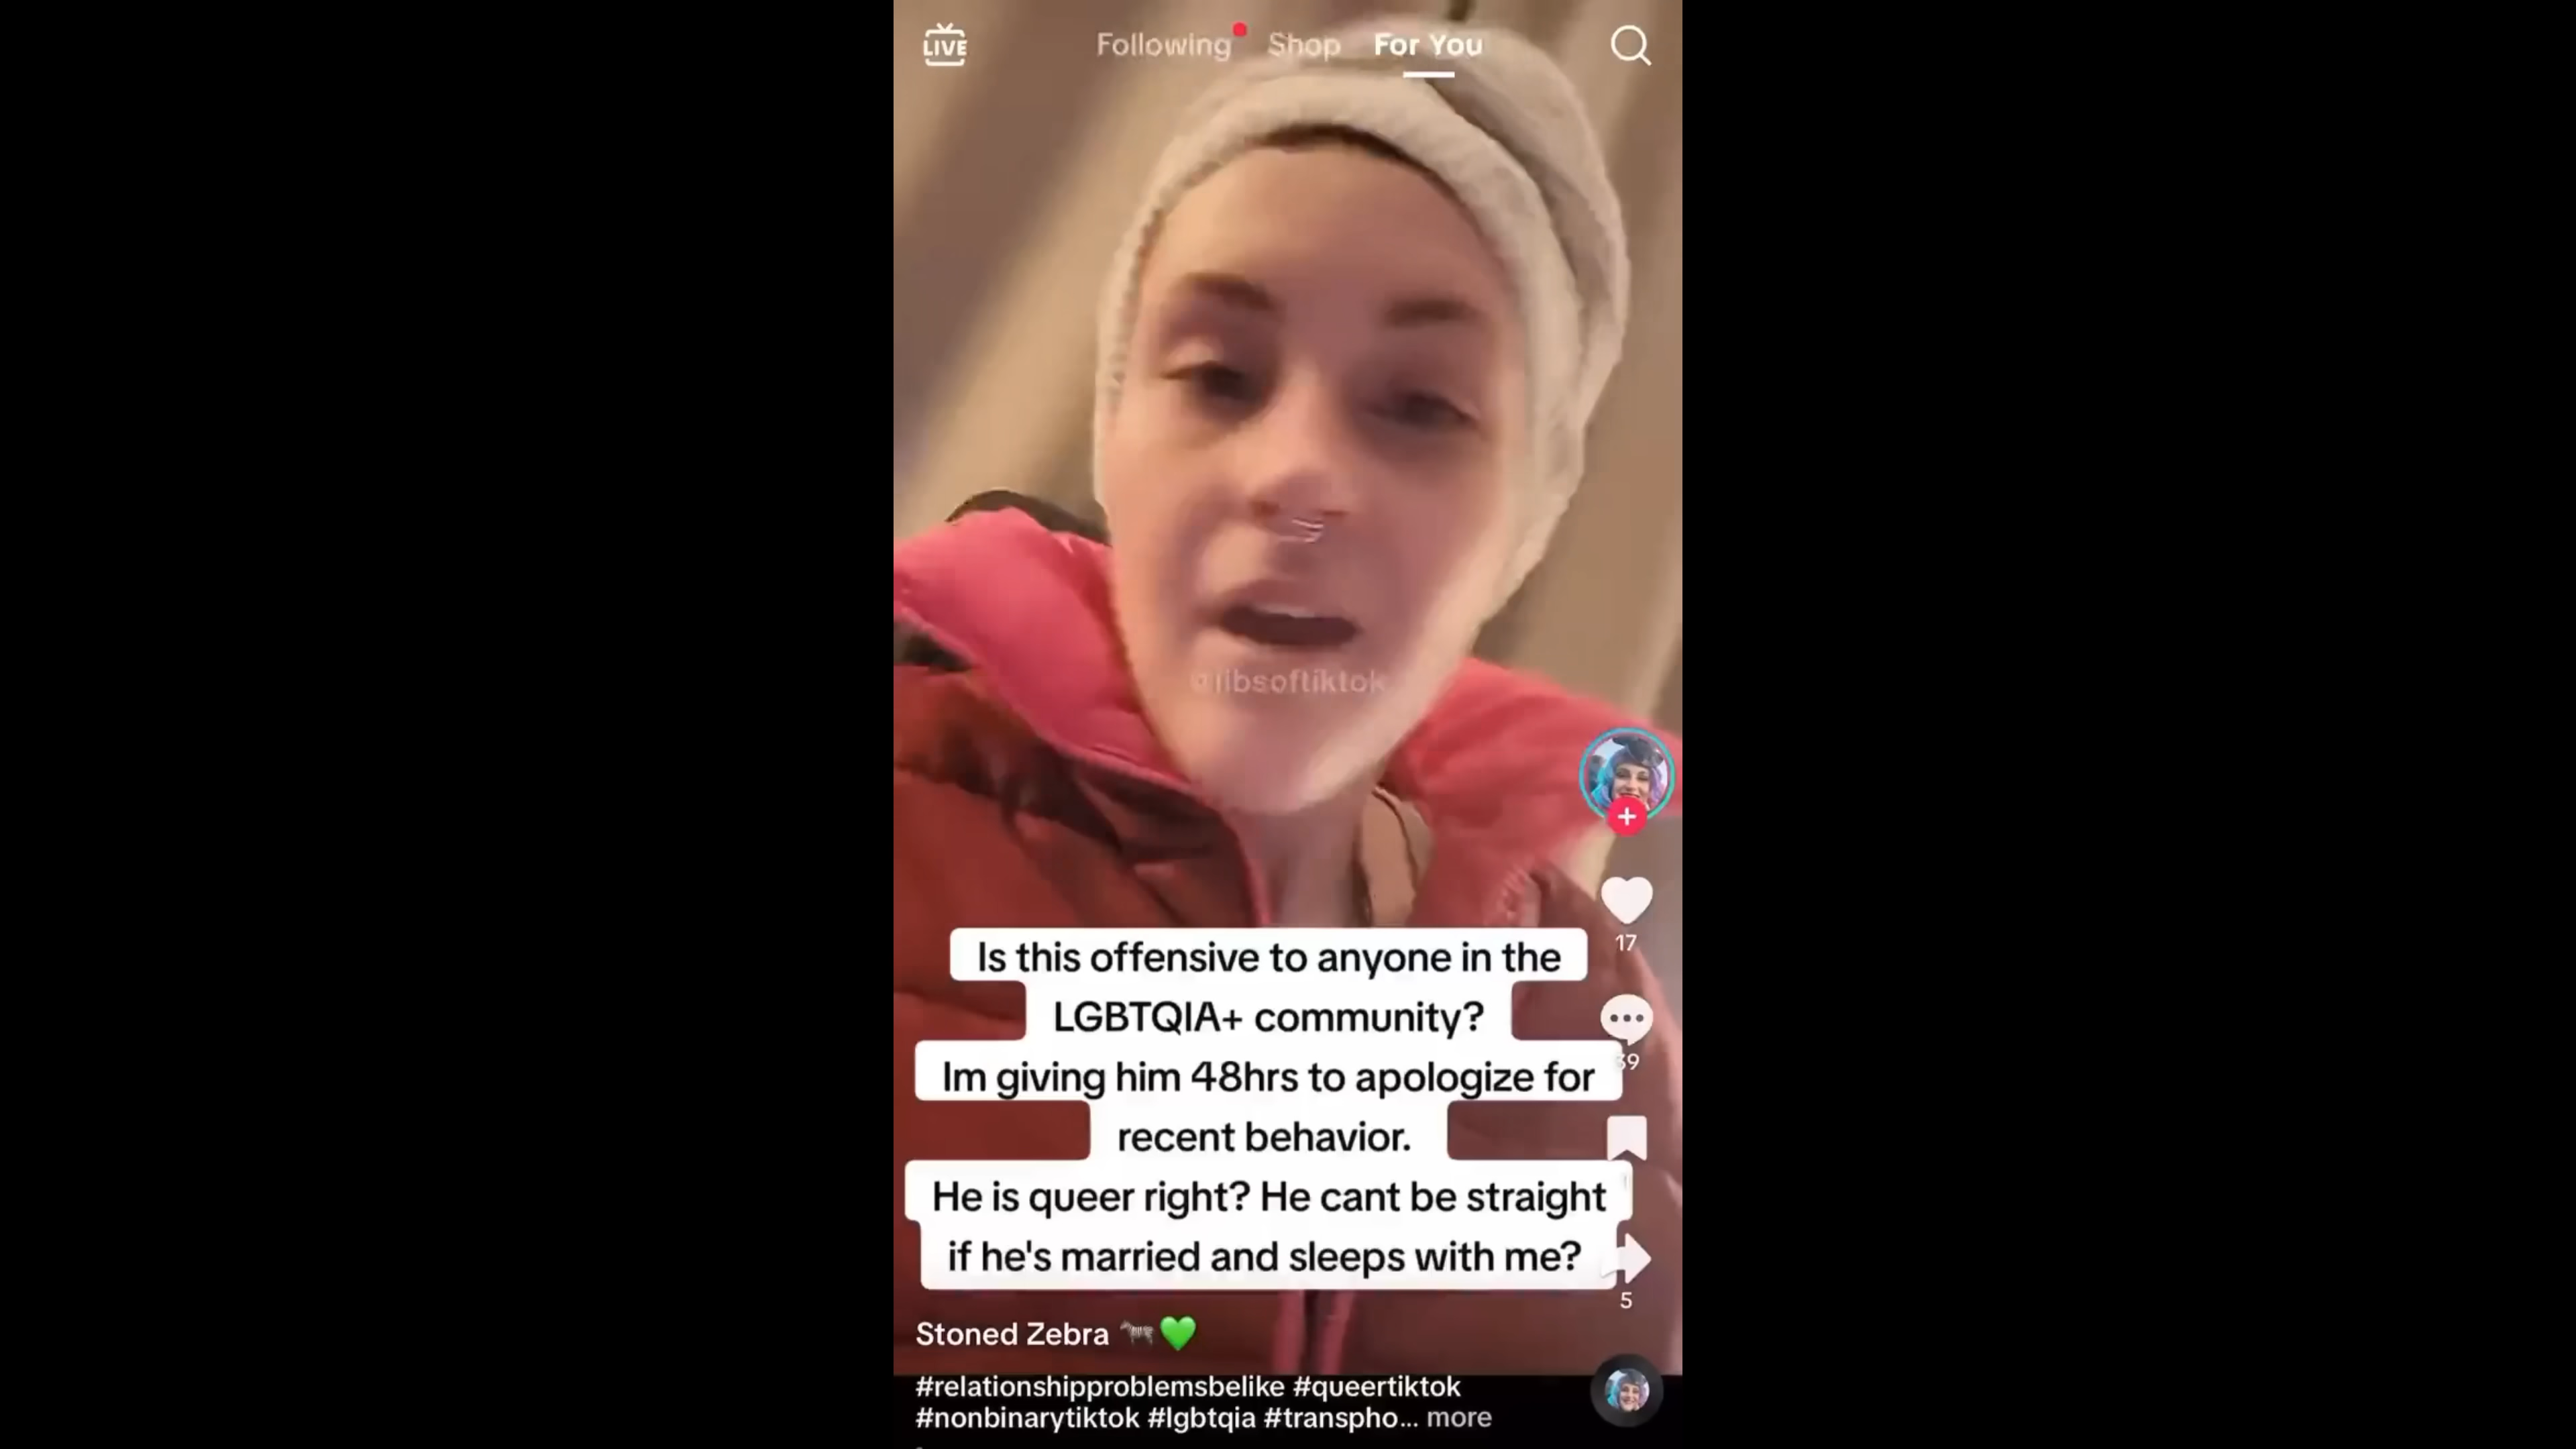 LIVE
Following Shop For You
@libsoftiktok
17
Is this offensive to anyone in the
LGBTQIA+ community?
Im giving him 48hrs to apologize for
39
recent behavior.
He is queer right? He cant be straight
if he's married and sleeps with me?
5
Stoned Zebra 🦓💚
#relationshipproblemsbelike #queertiktok
#nonbinarytiktok #lgbtqia #transpho... more